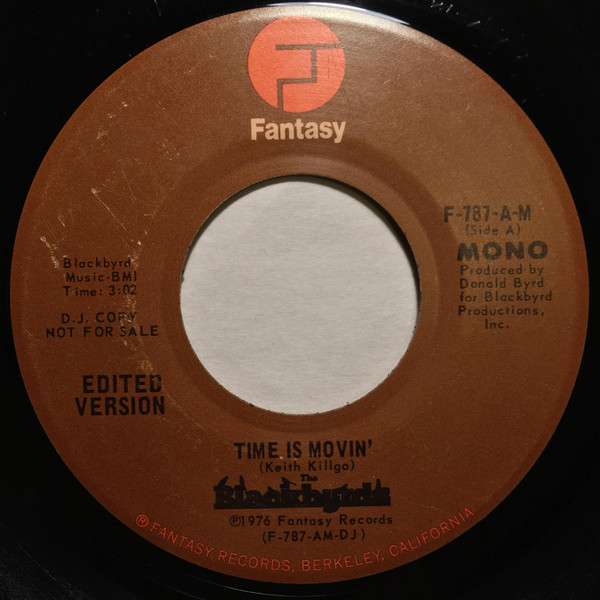 Fantasy
F-787-A-M
(Side A)
MONO
Produced by
Donald Byrd
for Blackbyrd
Productions,
Inc.
Blackbyrd
Music-BMI
Time: 3:02
D.J. COPY
NOT FOR SALE
EDITED
VERSION
TIME IS MOVIN'
(Keith Killgo)
The
Blackbyrds
℗1976 Fantasy Records
(F-787-AM-DJ)
®FANTASY RECORDS, BERKELEY, CALIFORNIA